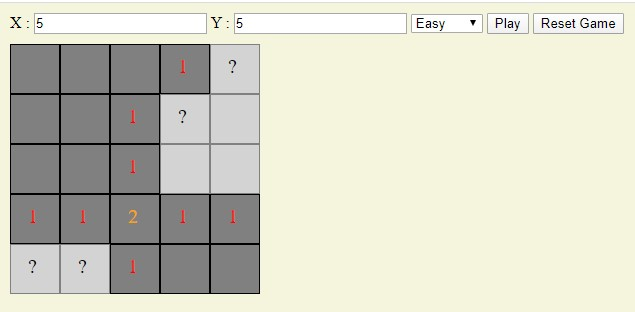 X : 5 Y : 5 Easy Play Reset Game
1 ?
1 ?
1
1 1 2 1 1
? ? 1